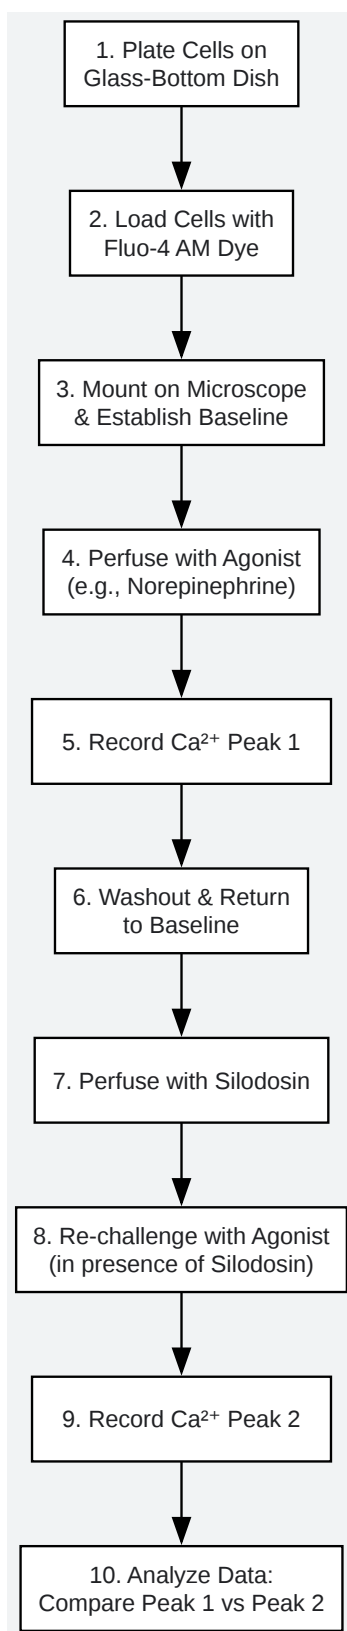 1. Plate Cells on
Glass-Bottom Dish
2. Load Cells with
Fluo-4 AM Dye
3. Mount on Microscope
& Establish Baseline
4. Perfuse with Agonist
(e.g., Norepinephrine)
5. Record Ca²⁺ Peak 1
6. Washout & Return
to Baseline
7. Perfuse with Silodosin
8. Re-challenge with Agonist
(in presence of Silodosin)
9. Record Ca²⁺ Peak 2
10. Analyze Data:
Compare Peak 1 vs Peak 2